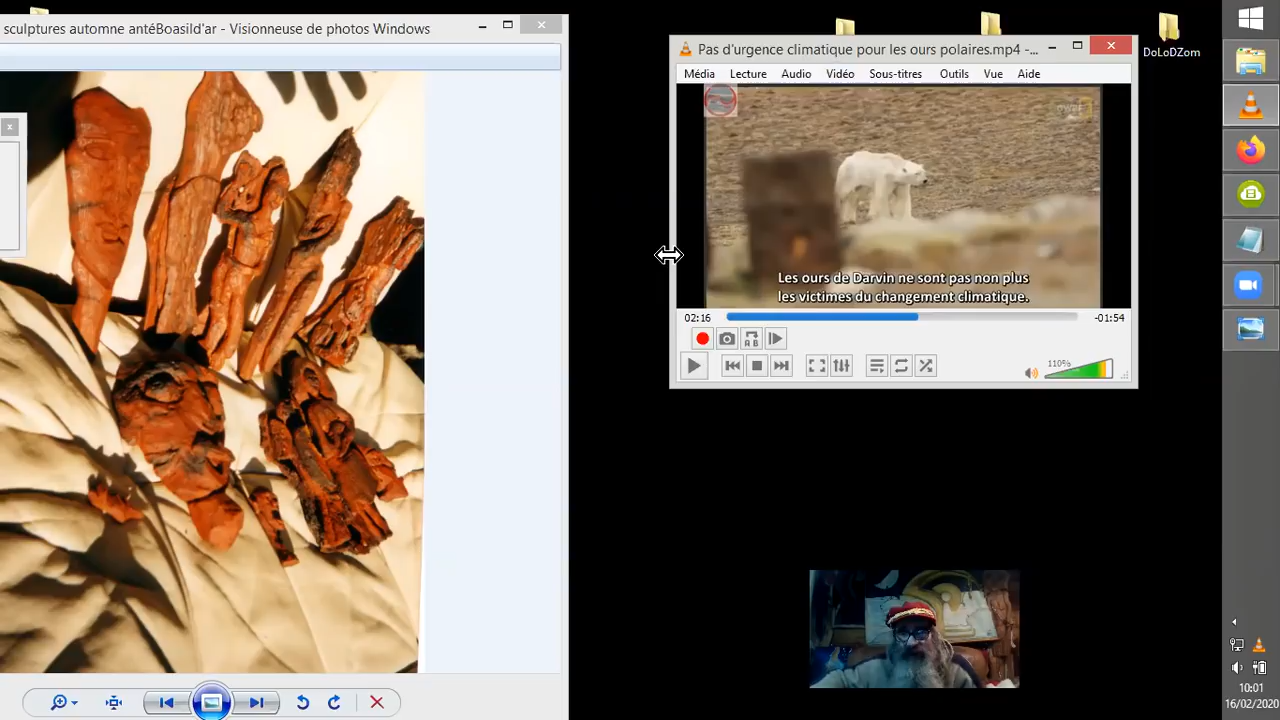 sculptures automne antéBoasild'ar - Visionneuse de photos Windows
Pas d'urgence climatique pour les ours polaires.mp4 -...
Média Lecture Audio Vidéo Sous-titres Outils Vue Aide
Les ours de Darvin ne sont pas non plus
les victimes du changement climatique.
02:16
-01:54
110%
DoLoDZom
10:01
16/02/2020